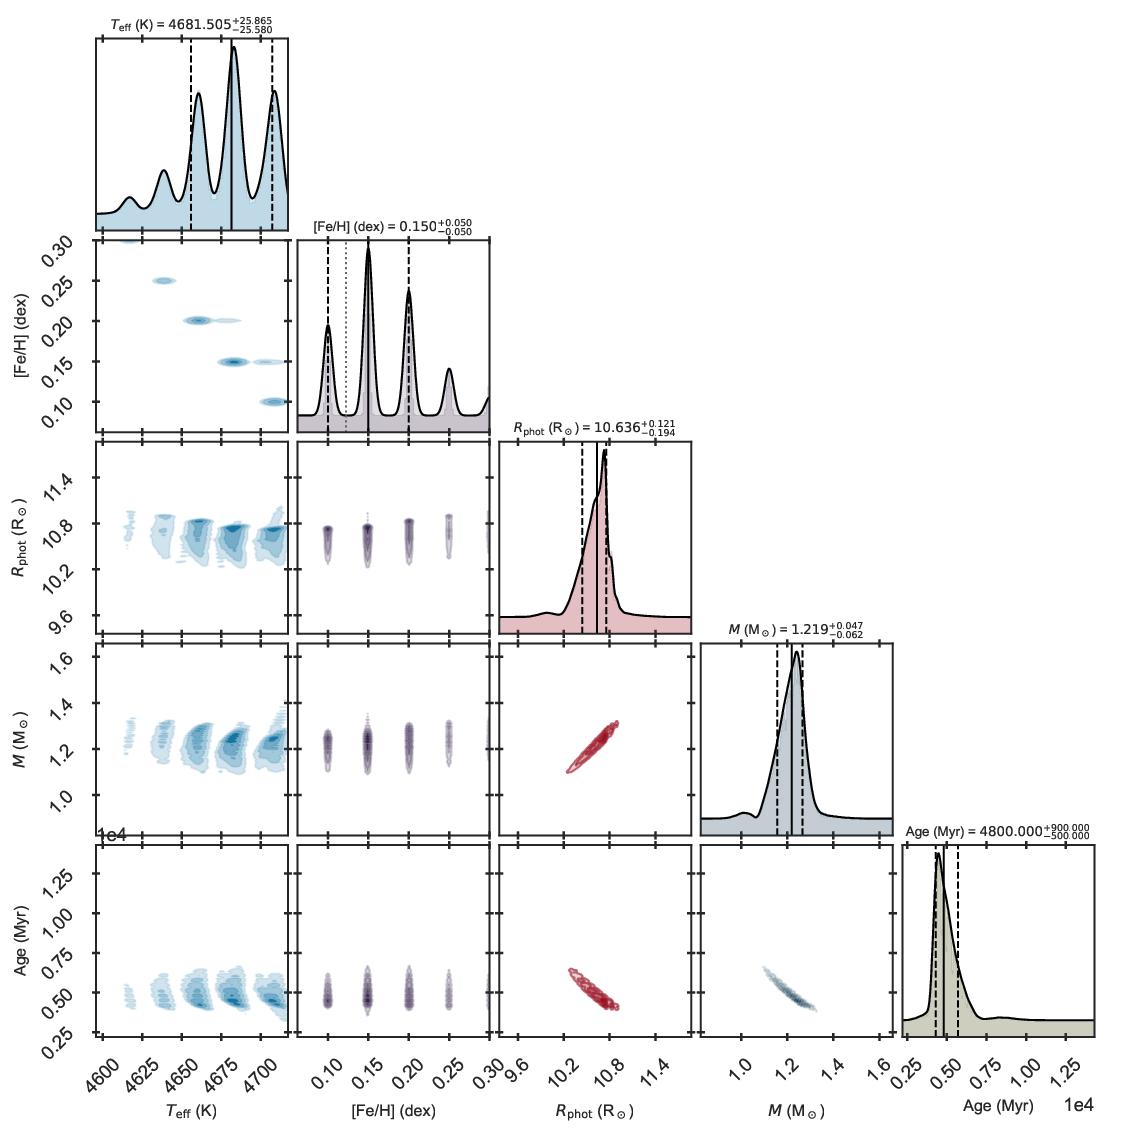 T_eff (K) = 4681.505 +25.865 −25.580
[Fe/H] (dex) = 0.150 +0.050 −0.050
[Fe/H] (dex)
0.30
0.25
0.20
0.15
0.10
R_phot (R⊙) = 10.636 +0.121 −0.194
R_phot (R⊙)
11.4
10.8
10.2
9.6
M (M⊙) = 1.219 +0.047 −0.062
M (M⊙)
1.6
1.4
1.2
1.0
1e4
Age (Myr) = 4800.000 +900.000 −500.000
Age (Myr)
1.25
1.00
0.75
0.50
0.25
4600 4625 4650 4675 4700
0.10 0.15 0.20 0.25 0.30
9.6 10.2 10.8 11.4
1.0 1.2 1.4 1.6
0.25 0.50 0.75 1.00 1.25
T_eff (K)
[Fe/H] (dex)
R_phot (R⊙)
M (M⊙)
Age (Myr)
1e4